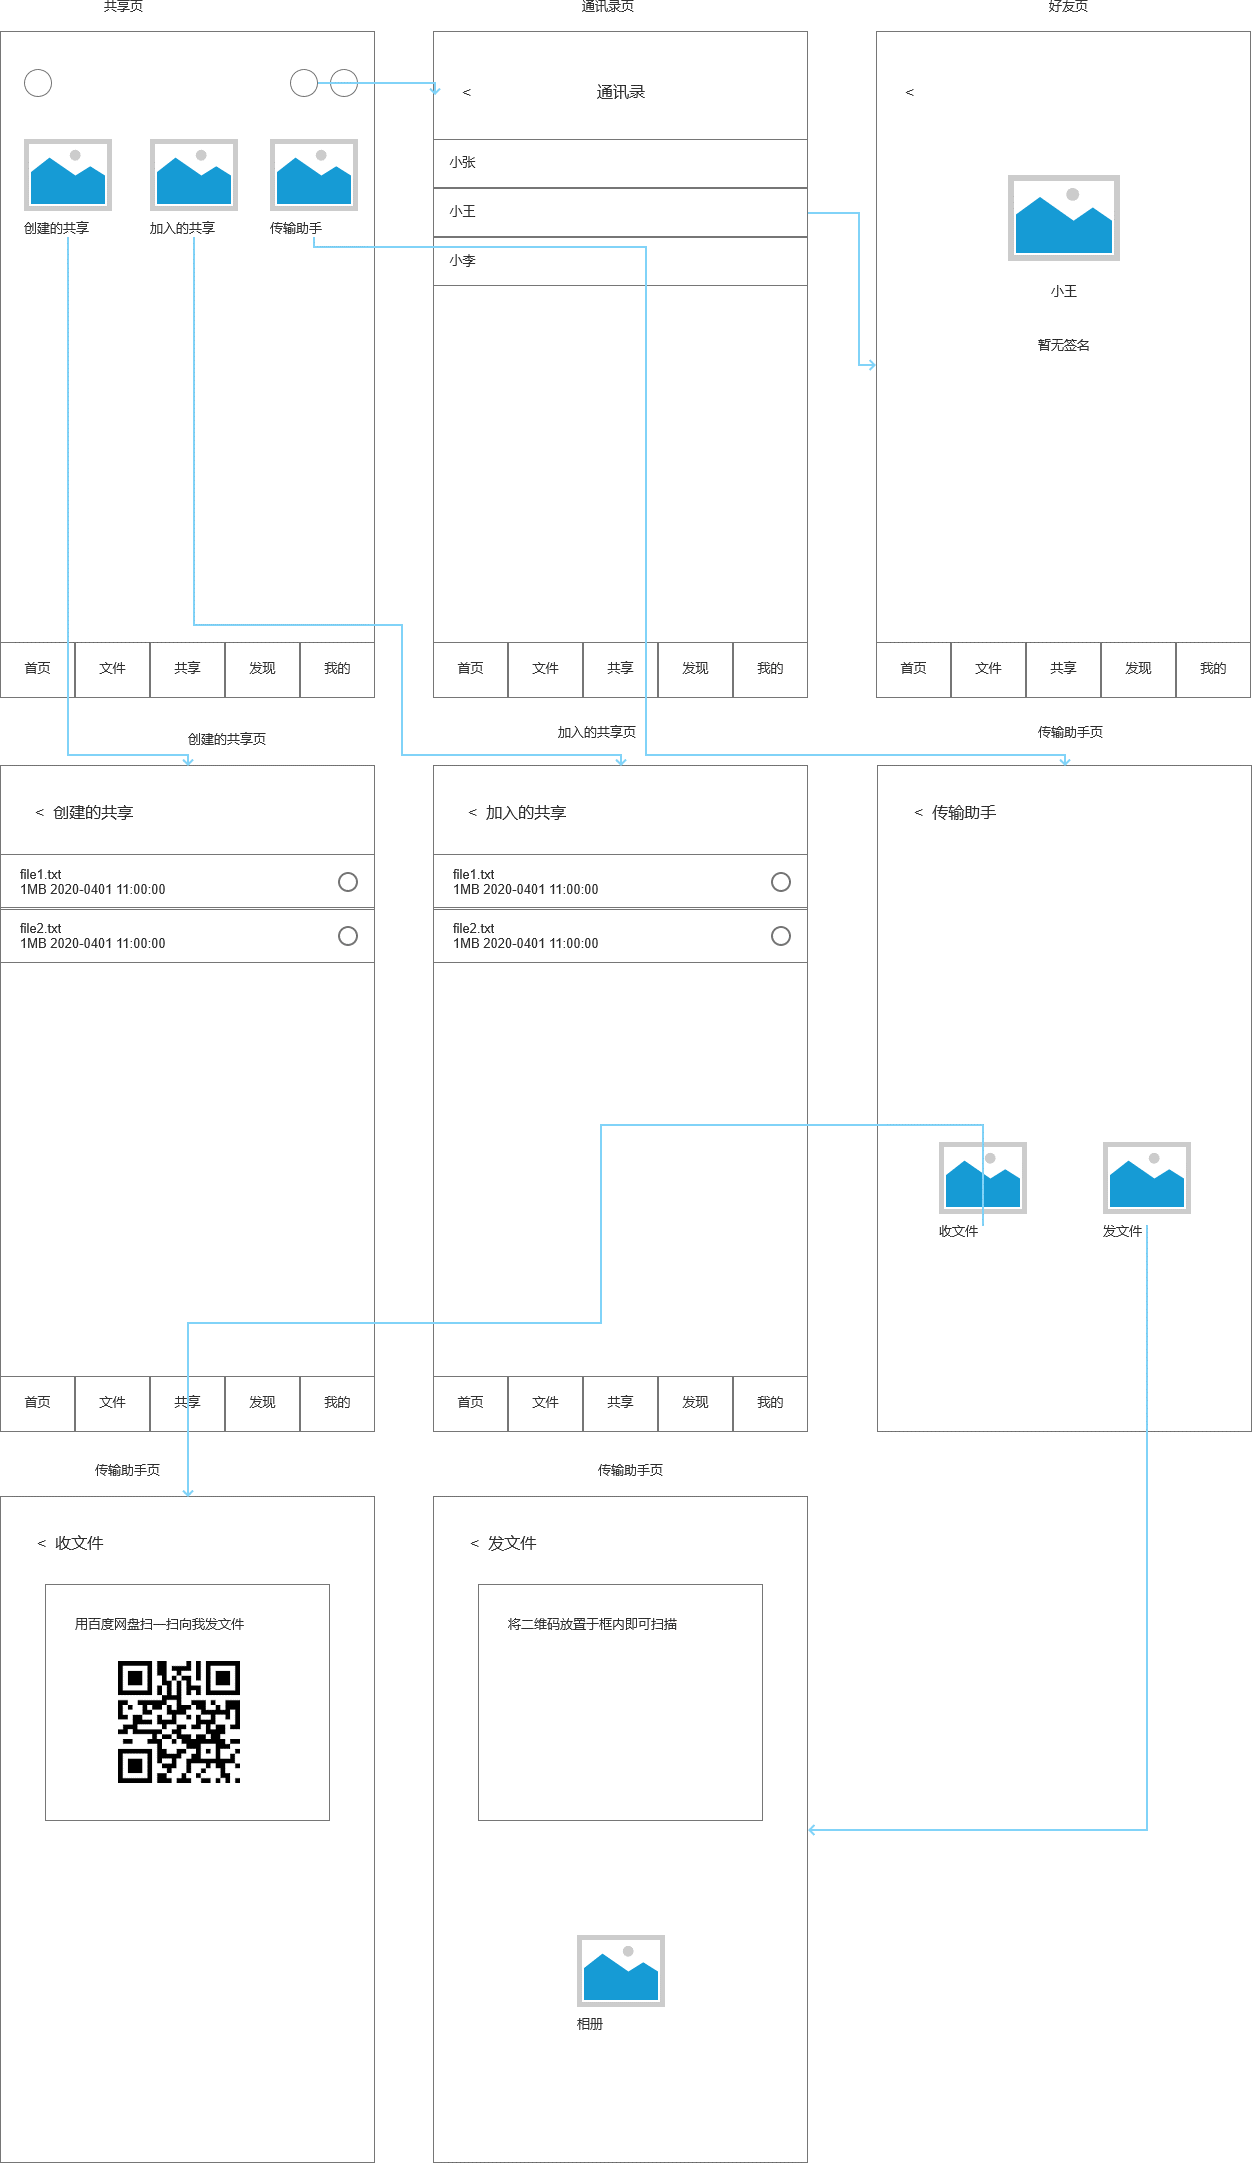 共享页
通讯录页
好友页
<
通讯录
<
小张
小王
小李
创建的共享
加入的共享
传输助手
小王
暂无签名
首页
文件
共享
发现
我的
首页
文件
共享
发现
我的
首页
文件
共享
发现
我的
创建的共享页
加入的共享页
传输助手页
< 创建的共享
file1.txt
1MB 2020-0401 11:00:00
file2.txt
1MB 2020-0401 11:00:00
< 加入的共享
file1.txt
1MB 2020-0401 11:00:00
file2.txt
1MB 2020-0401 11:00:00
< 传输助手
收文件
发文件
首页
文件
共享
发现
我的
首页
文件
共享
发现
我的
传输助手页
传输助手页
< 收文件
用百度网盘扫一扫向我发文件
< 发文件
将二维码放置于框内即可扫描
相册